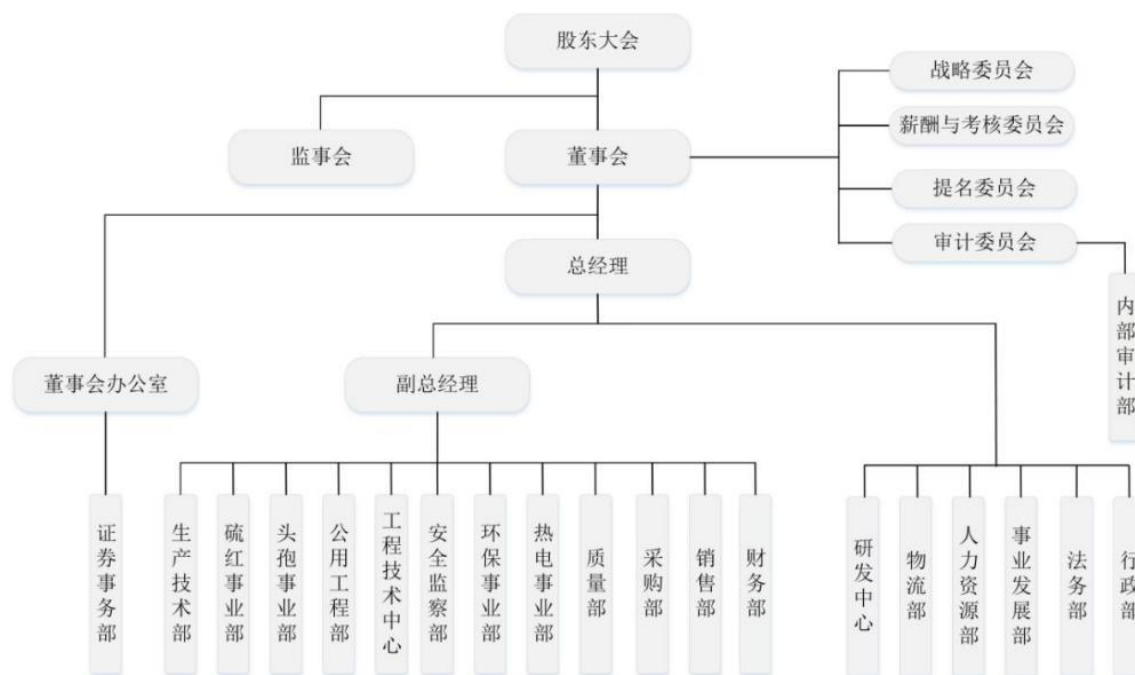 股东大会
战略委员会
薪酬与考核委员会
监事会
董事会
提名委员会
审计委员会
总经理
内部审计部
董事会办公室
副总经理
证券事务部
生产技术部
硫红事业部
头孢事业部
公用工程部
工程技术中心
安全监察部
环保事业部
热电事业部
质量部
采购部
销售部
财务部
研发中心
物流部
人力资源部
事业发展部
法务部
行政部